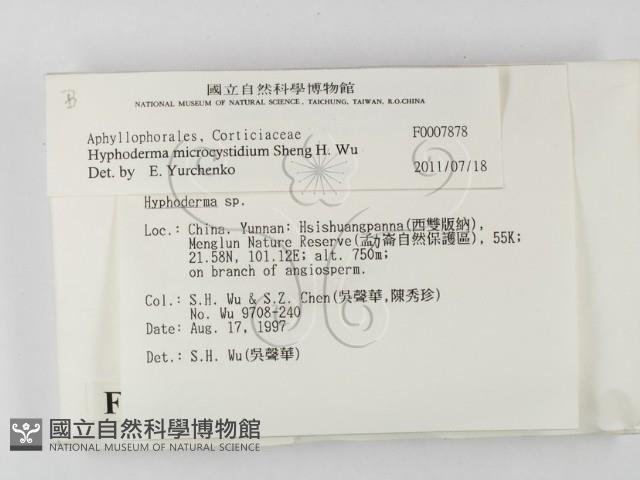 B
國立自然科學博物館
NATIONAL MUSEUM OF NATURAL SCIENCE, TAICHUNG, TAIWAN, R.O.CHINA
Aphyllophorales, Corticiaceae F0007878
Hyphoderma microcystidium Sheng H. Wu
Det. by E. Yurchenko 2011/07/18
Hyphoderma sp.
Loc.: China. Yunnan: Hsishuangpanna(西雙版納),
Menglun Nature Reserve(孟力崙自然保護區), 55K;
21.58N, 101.12E; alt. 750m;
on branch of angiosperm.
Col.: S.H. Wu & S.Z. Chen(吳聲華,陳秀珍)
No. Wu 9708-240
Date: Aug. 17, 1997
Det.: S.H. Wu(吳聲華)
F
國立自然科學博物館
NATIONAL MUSEUM OF NATURAL SCIENCE